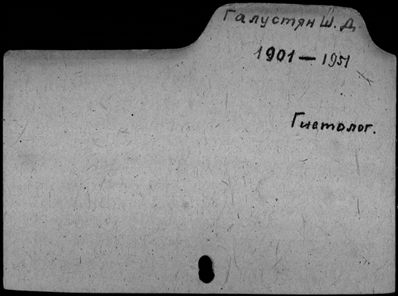 Галустян Ш. Д.
1901 – 1951
Гистолог.